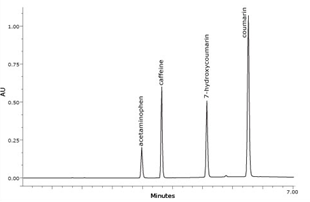 coumarin
1.00
caffeine
7-hydroxycoumarin
0.75
AU
0.50
acetaminophen
0.25
0.00
7.00
Minutes